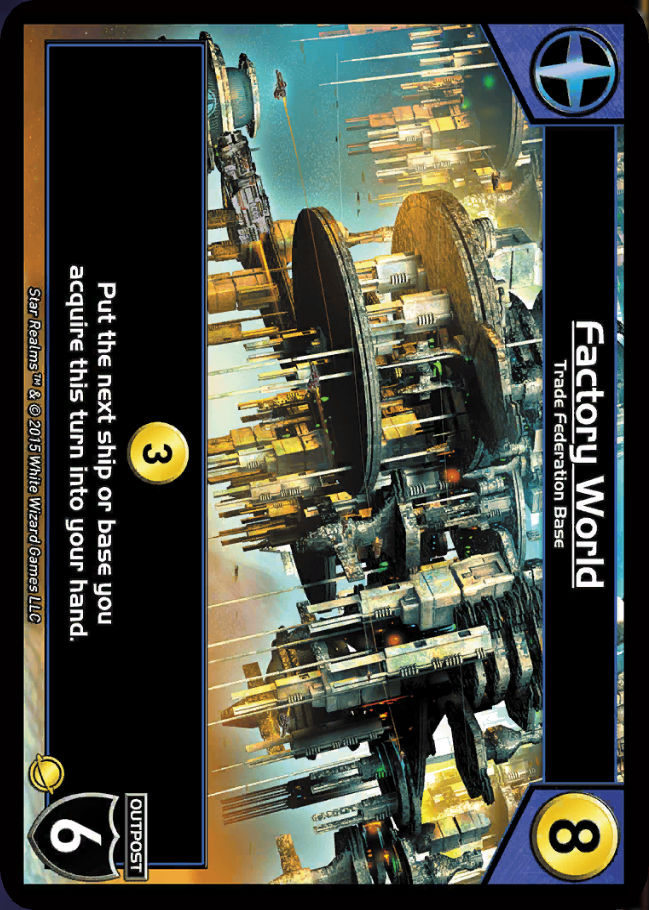 Factory World
Trade Federation Base
8
3
Put the next ship or base you
acquire this turn into your hand.
OUTPOST
6
Star Realms™ & © 2015 White Wizard Games LLC